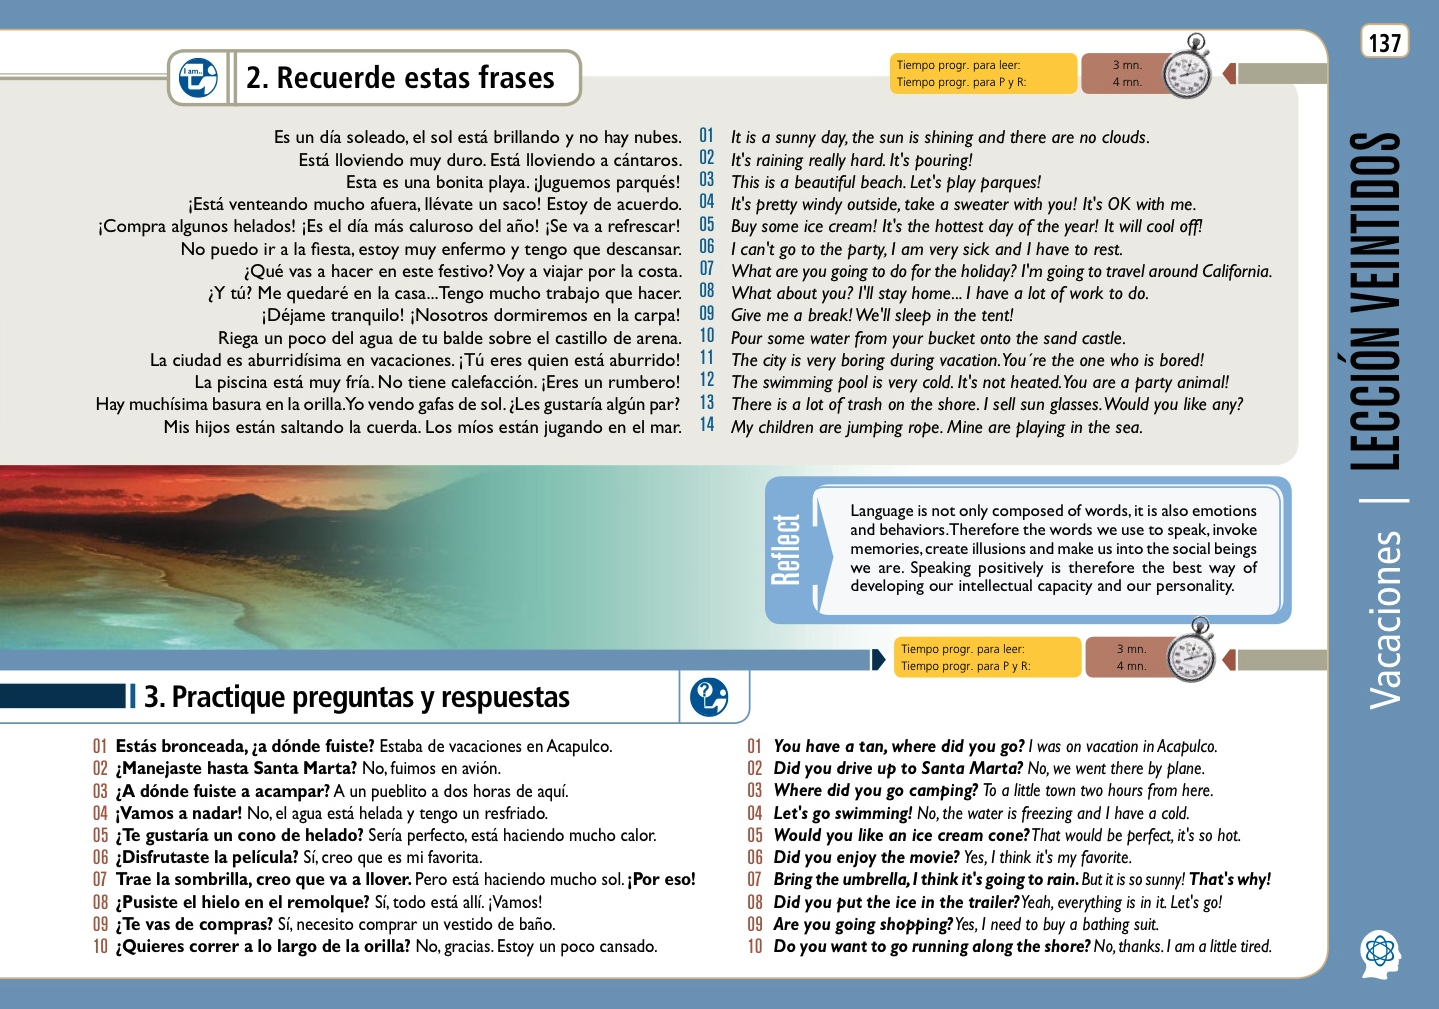 137
2. Recuerde estas frases
I am..
Tiempo progr. para leer: 3 mn.
Tiempo progr. para P y R: 4 mn.
Es un día soleado, el sol está brillando y no hay nubes. 01 It is a sunny day, the sun is shining and there are no clouds.
Está lloviendo muy duro. Está lloviendo a cántaros. 02 It's raining really hard. It's pouring!
Esta es una bonita playa. ¡Juguemos parqués! 03 This is a beautiful beach. Let's play parques!
¡Está venteando mucho afuera, llévate un saco! Estoy de acuerdo. 04 It's pretty windy outside, take a sweater with you! It's OK with me.
¡Compra algunos helados! ¡Es el día más caluroso del año! ¡Se va a refrescar! 05 Buy some ice cream! It's the hottest day of the year! It will cool off!
No puedo ir a la fiesta, estoy muy enfermo y tengo que descansar. 06 I can't go to the party, I am very sick and I have to rest.
¿Qué vas a hacer en este festivo? Voy a viajar por la costa. 07 What are you going to do for the holiday? I'm going to travel around California.
¿Y tú? Me quedaré en la casa...Tengo mucho trabajo que hacer. 08 What about you? I'll stay home... I have a lot of work to do.
¡Déjame tranquilo! ¡Nosotros dormiremos en la carpa! 09 Give me a break! We'll sleep in the tent!
Riega un poco del agua de tu balde sobre el castillo de arena. 10 Pour some water from your bucket onto the sand castle.
La ciudad es aburridísima en vacaciones. ¡Tú eres quien está aburrido! 11 The city is very boring during vacation. You´re the one who is bored!
La piscina está muy fría. No tiene calefacción. ¡Eres un rumbero! 12 The swimming pool is very cold. It's not heated. You are a party animal!
Hay muchísima basura en la orilla. Yo vendo gafas de sol. ¿Les gustaría algún par? 13 There is a lot of trash on the shore. I sell sun glasses. Would you like any?
Mis hijos están saltando la cuerda. Los míos están jugando en el mar. 14 My children are jumping rope. Mine are playing in the sea.
Reflect
Language is not only composed of words, it is also emotions
and behaviors. Therefore the words we use to speak, invoke
memories, create illusions and make us into the social beings
we are. Speaking positively is therefore the best way of
developing our intellectual capacity and our personality.
Tiempo progr. para leer: 3 mn.
Tiempo progr. para P y R: 4 mn.
3. Practique preguntas y respuestas
?
01 Estás bronceada, ¿a dónde fuiste? Estaba de vacaciones en Acapulco.
02 ¿Manejaste hasta Santa Marta? No, fuimos en avión.
03 ¿A dónde fuiste a acampar? A un pueblito a dos horas de aquí.
04 ¡Vamos a nadar! No, el agua está helada y tengo un resfriado.
05 ¿Te gustaría un cono de helado? Sería perfecto, está haciendo mucho calor.
06 ¿Disfrutaste la película? Sí, creo que es mi favorita.
07 Trae la sombrilla, creo que va a llover. Pero está haciendo mucho sol. ¡Por eso!
08 ¿Pusiste el hielo en el remolque? Sí, todo está allí. ¡Vamos!
09 ¿Te vas de compras? Sí, necesito comprar un vestido de baño.
10 ¿Quieres correr a lo largo de la orilla? No, gracias. Estoy un poco cansado.
01 You have a tan, where did you go? I was on vacation in Acapulco.
02 Did you drive up to Santa Marta? No, we went there by plane.
03 Where did you go camping? To a little town two hours from here.
04 Let's go swimming! No, the water is freezing and I have a cold.
05 Would you like an ice cream cone? That would be perfect, it's so hot.
06 Did you enjoy the movie? Yes, I think it's my favorite.
07 Bring the umbrella, I think it's going to rain. But it is so sunny! That's why!
08 Did you put the ice in the trailer? Yeah, everything is in it. Let's go!
09 Are you going shopping? Yes, I need to buy a bathing suit.
10 Do you want to go running along the shore? No, thanks. I am a little tired.
Vacaciones | LECCIÓN VEINTIDOS